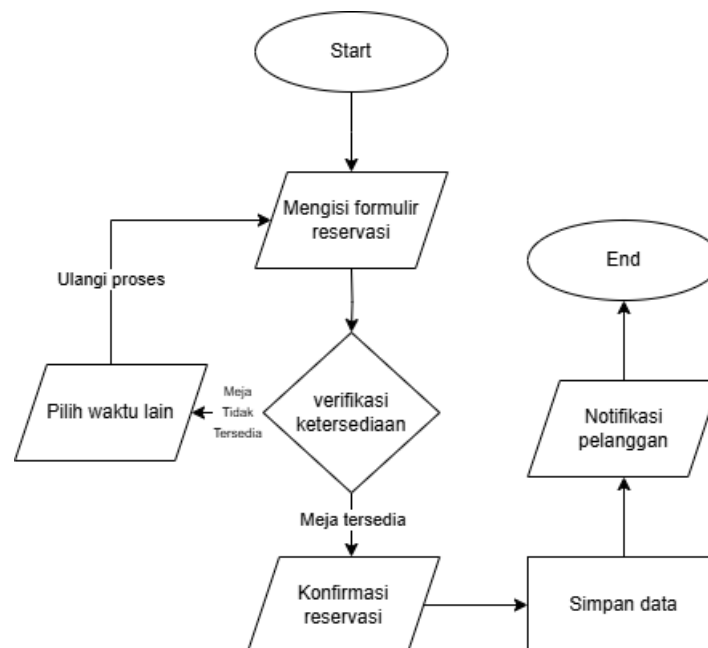 Start
Mengisi formulir
reservasi
Ulangi proses
End
Pilih waktu lain
Meja
Tidak
Tersedia
verifikasi
ketersediaan
Notifikasi
pelanggan
Meja tersedia
Konfirmasi
reservasi
Simpan data